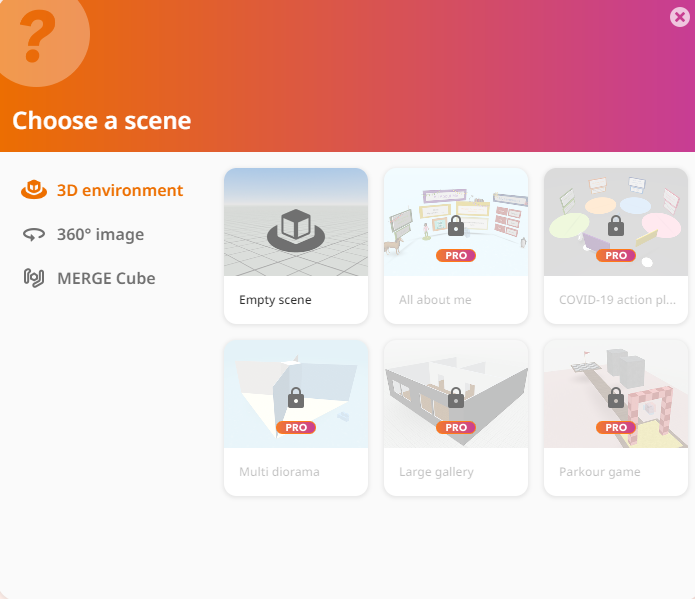 ?
Choose a scene
3D environment
360° image
MERGE Cube
Empty scene
PRO
All about me
PRO
COVID-19 action pl...
PRO
Multi diorama
PRO
Large gallery
PRO
Parkour game